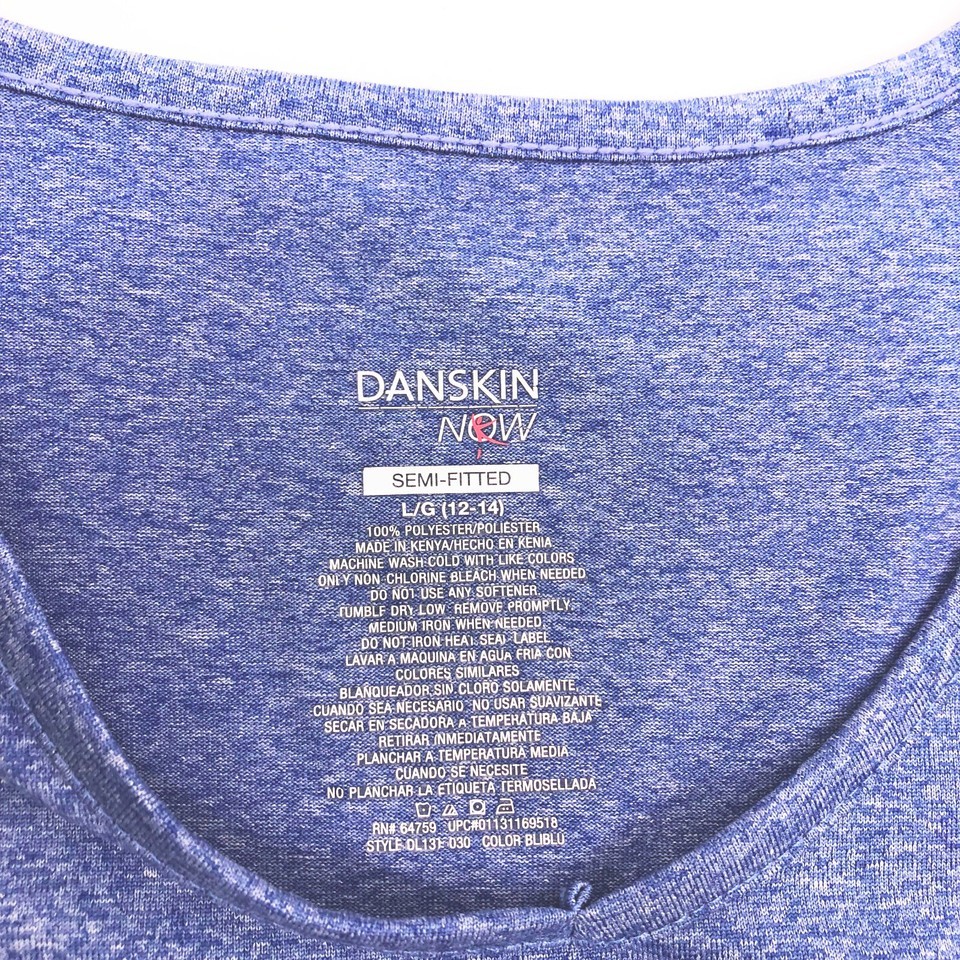 DANSKIN
NOW
SEMI-FITTED
L/G (12-14)
100% POLYESTER/POLIESTER
MADE IN KENYA/HECHO EN KENIA
MACHINE WASH COLD WITH LIKE COLORS
ONLY NON CHLORINE BLEACH WHEN NEEDED
DO NOT USE ANY SOFTENER
TUMBLE DRY LOW REMOVE PROMPTLY.
MEDIUM IRON WHEN NEEDED.
DO NOT IRON HEAT SEAL LABEL
LAVAR A MAQUINA EN AGUA FRIA CON
COLORES SIMILARES
BLANQUEADOR SIN CLORO SOLAMENTE
CUANDO SEA NECESARIO NO USAR SUAVIZANTE
SECAR EN SECADORA A TEMPERATURA BAJA
RETIRAR INMEDIATAMENTE
PLANCHAR A TEMPERATURA MEDIA
CUANDO SE NECESITE
NO PLANCHAR LA ETIQUETA TERMOSELLADA
RN# 64759 UPC#01131169518
STYLE 030 COLOR BLIBLU